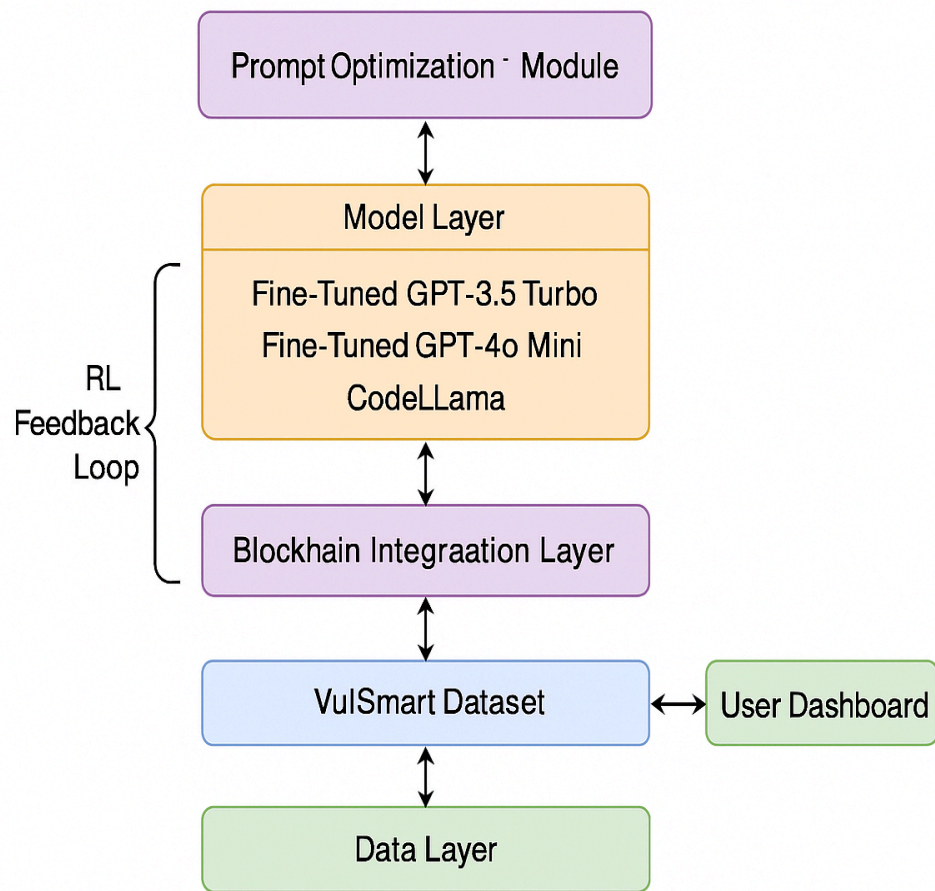 Prompt Optimization - Module
Model Layer
Fine-Tuned GPT-3.5 Turbo
Fine-Tuned GPT-4o Mini
CodeLLama
RL
Feedback
Loop
Blockhain Integraation Layer
VulSmart Dataset
User Dashboard
Data Layer